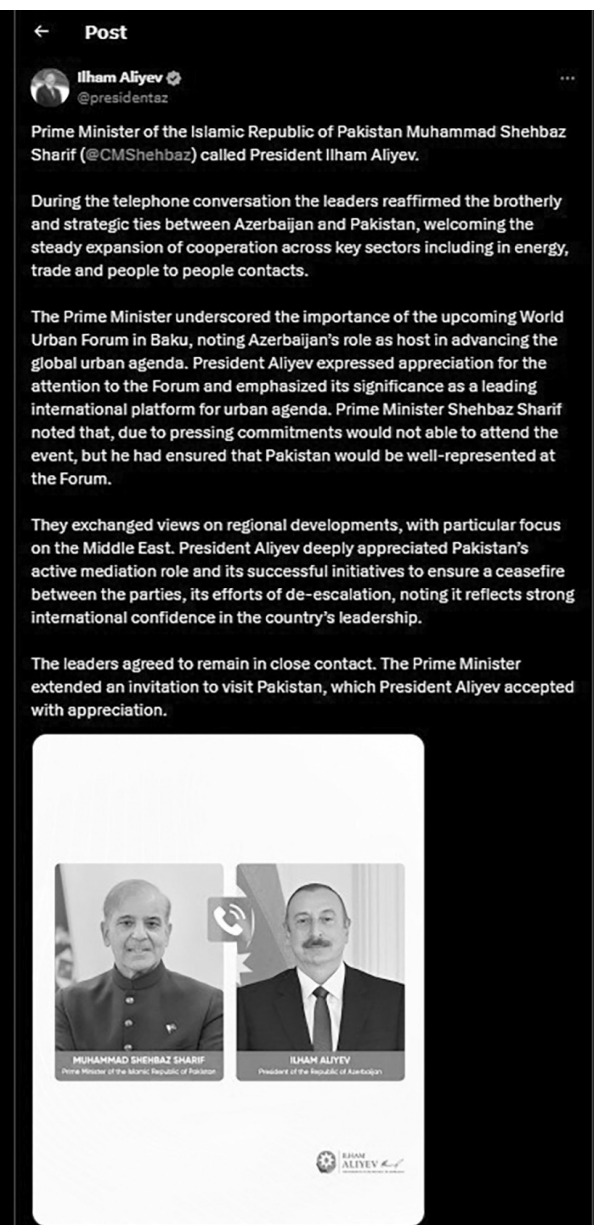 Post
Ilham Aliyev
@presidentaz
Prime Minister of the Islamic Republic of Pakistan Muhammad Shehbaz
Sharif (@CMShehbaz) called President Ilham Aliyev.
During the telephone conversation the leaders reaffirmed the brotherly
and strategic ties between Azerbaijan and Pakistan, welcoming the
steady expansion of cooperation across key sectors including in energy,
trade and people to people contacts.
The Prime Minister underscored the importance of the upcoming World
Urban Forum in Baku, noting Azerbaijan's role as host in advancing the
global urban agenda. President Aliyev expressed appreciation for the
attention to the Forum and emphasized its significance as a leading
international platform for urban agenda. Prime Minister Shehbaz Sharif
noted that, due to pressing commitments would not able to attend the
event, but he had ensured that Pakistan would be well-represented at
the Forum.
They exchanged views on regional developments, with particular focus
on the Middle East. President Aliyev deeply appreciated Pakistan's
active mediation role and its successful initiatives to ensure a ceasefire
between the parties, its efforts of de-escalation, noting it reflects strong
international confidence in the country's leadership.
The leaders agreed to remain in close contact. The Prime Minister
extended an invitation to visit Pakistan, which President Aliyev accepted
with appreciation.
MUHAMMAD SHEHBAZ SHARIF
Prime Minister of the Islamic Republic of Pakistan
ILHAM ALIYEV
President of the Republic of Azerbaijan
ILHAM
ALIYEV